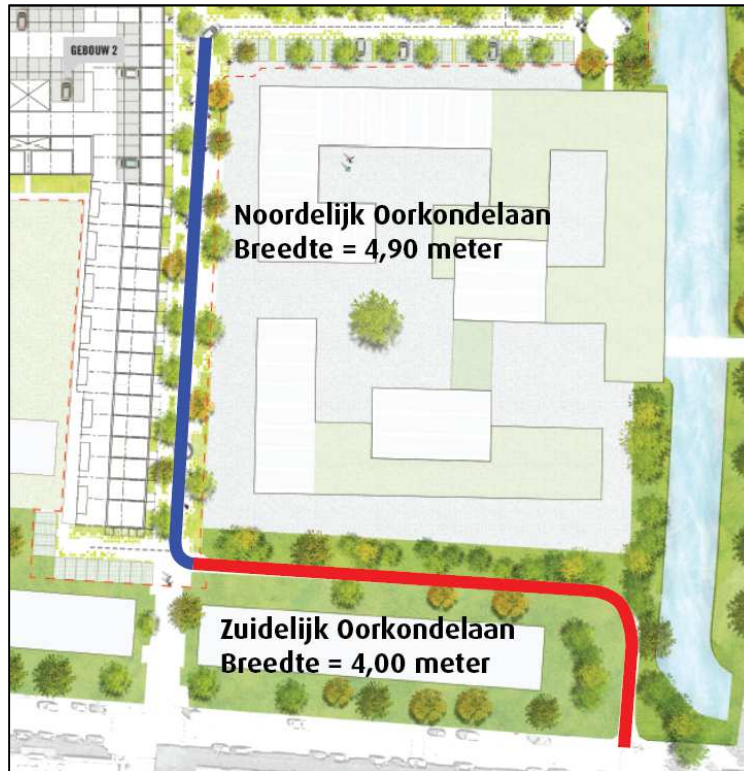 GEBOUW 2
Noordelijk Oorkondelaan
Breedte = 4,90 meter
Zuidelijk Oorkondelaan
Breedte = 4,00 meter